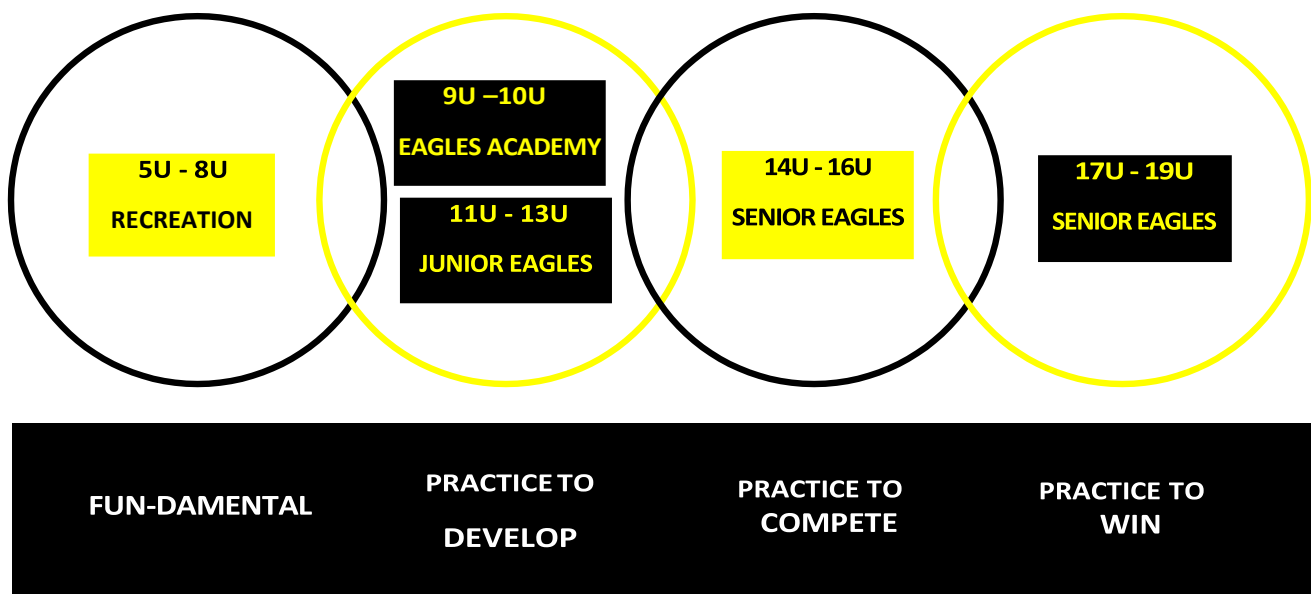 5U - 8U
RECREATION
9U –10U
EAGLES ACADEMY
11U - 13U
JUNIOR EAGLES
14U - 16U
SENIOR EAGLES
17U - 19U
SENIOR EAGLES
FUN-DAMENTAL
PRACTICE TO
DEVELOP
PRACTICE TO
COMPETE
PRACTICE TO
WIN